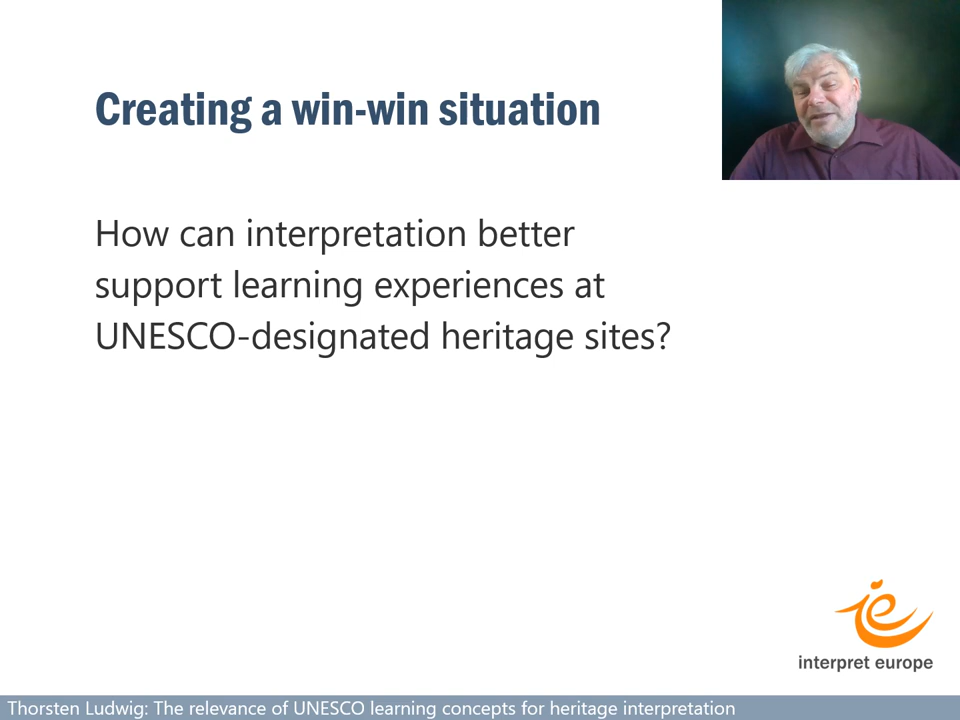 Creating a win-win situation
How can interpretation better
support learning experiences at
UNESCO-designated heritage sites?
interpret europe
Thorsten Ludwig: The relevance of UNESCO learning concepts for heritage interpretation